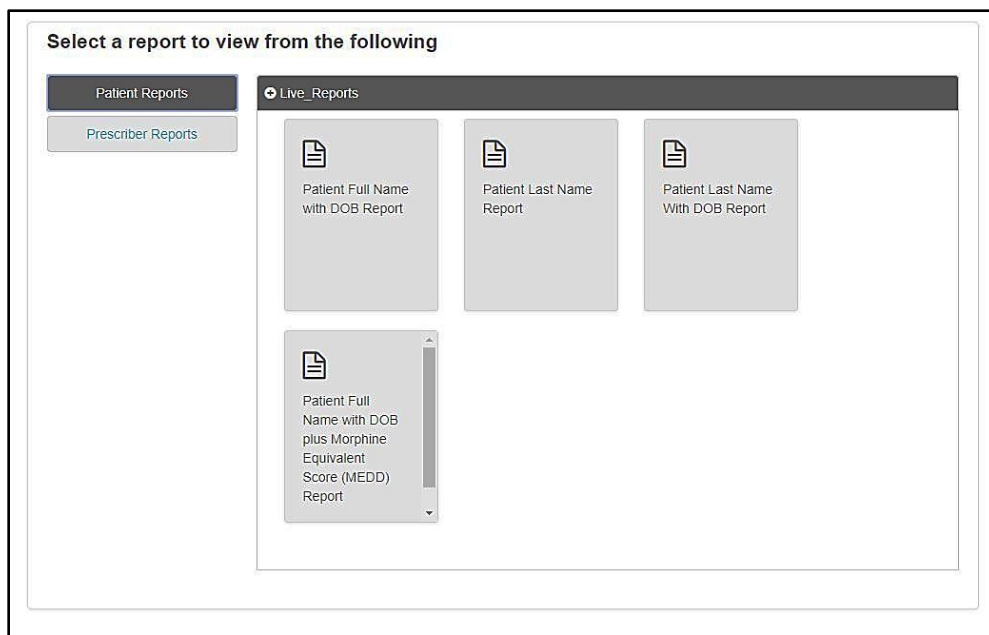 Select a report to view from the following
Patient Reports
Prescriber Reports
Live_Reports
Patient Full Name
with DOB Report
Patient Last Name
Report
Patient Last Name
With DOB Report
Patient Full
Name with DOB
plus Morphine
Equivalent
Score (MEDD)
Report